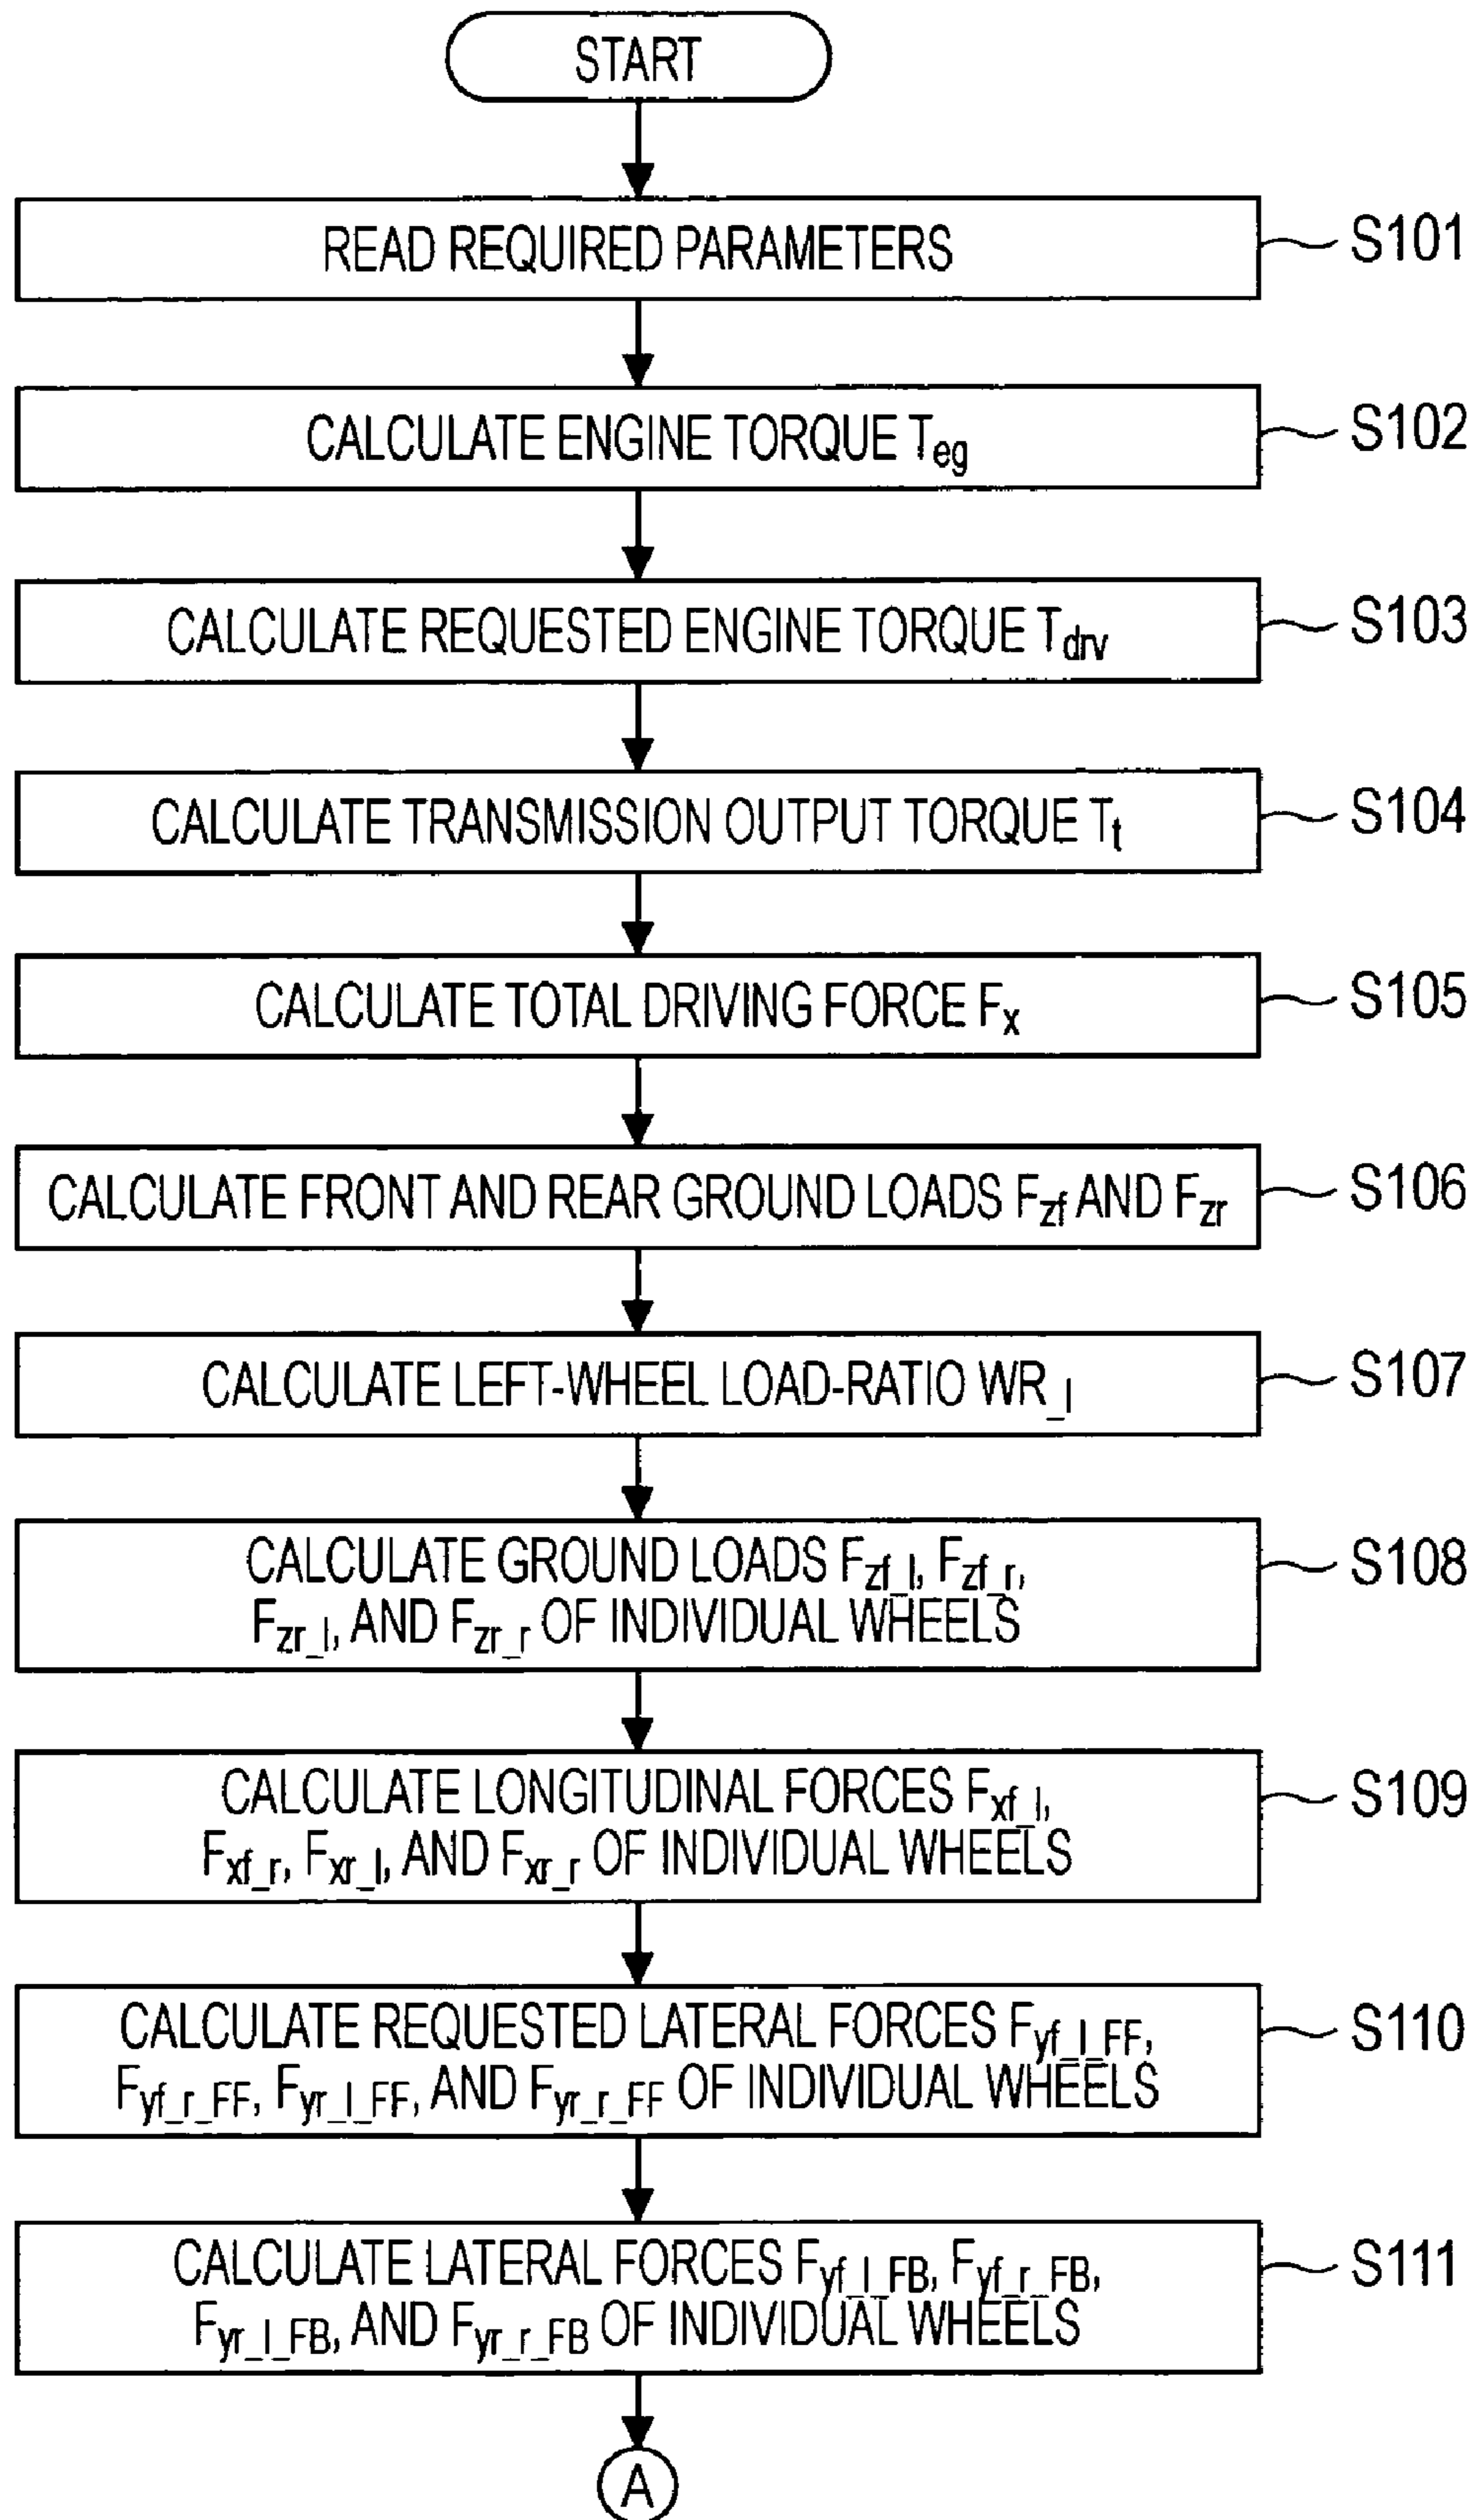 START
READ REQUIRED PARAMETERS
S101
CALCULATE ENGINE TORQUE Teg
S102
CALCULATE REQUESTED ENGINE TORQUE Tdrv
S103
CALCULATE TRANSMISSION OUTPUT TORQUE Tt
S104
CALCULATE TOTAL DRIVING FORCE Fx
S105
CALCULATE FRONT AND REAR GROUND LOADS Fzf AND Fzr
S106
CALCULATE LEFT-WHEEL LOAD-RATIO WR_l
S107
CALCULATE GROUND LOADS Fzf_l, Fzf_r,
Fzr_l, AND Fzr_r OF INDIVIDUAL WHEELS
S108
CALCULATE LONGITUDINAL FORCES Fxf_l,
Fxf_r, Fxr_l, AND Fxr_r OF INDIVIDUAL WHEELS
S109
CALCULATE REQUESTED LATERAL FORCES Fyf_l_FF,
Fyf_r_FF, Fyr_l_FF, AND Fyr_r_FF OF INDIVIDUAL WHEELS
S110
CALCULATE LATERAL FORCES Fyf_l_FB, Fyf_r_FB,
Fyr_l_FB, AND Fyr_r_FB OF INDIVIDUAL WHEELS
S111
A